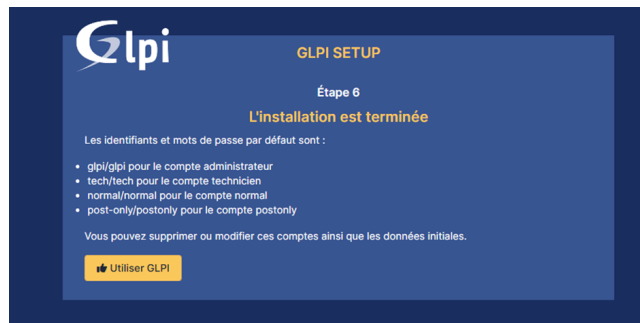 Glpi
GLPI SETUP
Étape 6
L'installation est terminée
Les identifiants et mots de passe par défaut sont :
glpi/glpi pour le compte administrateur
tech/tech pour le compte technicien
normal/normal pour le compte normal
post-only/postonly pour le compte postonly
Vous pouvez supprimer ou modifier ces comptes ainsi que les données initiales.
Utiliser GLPI